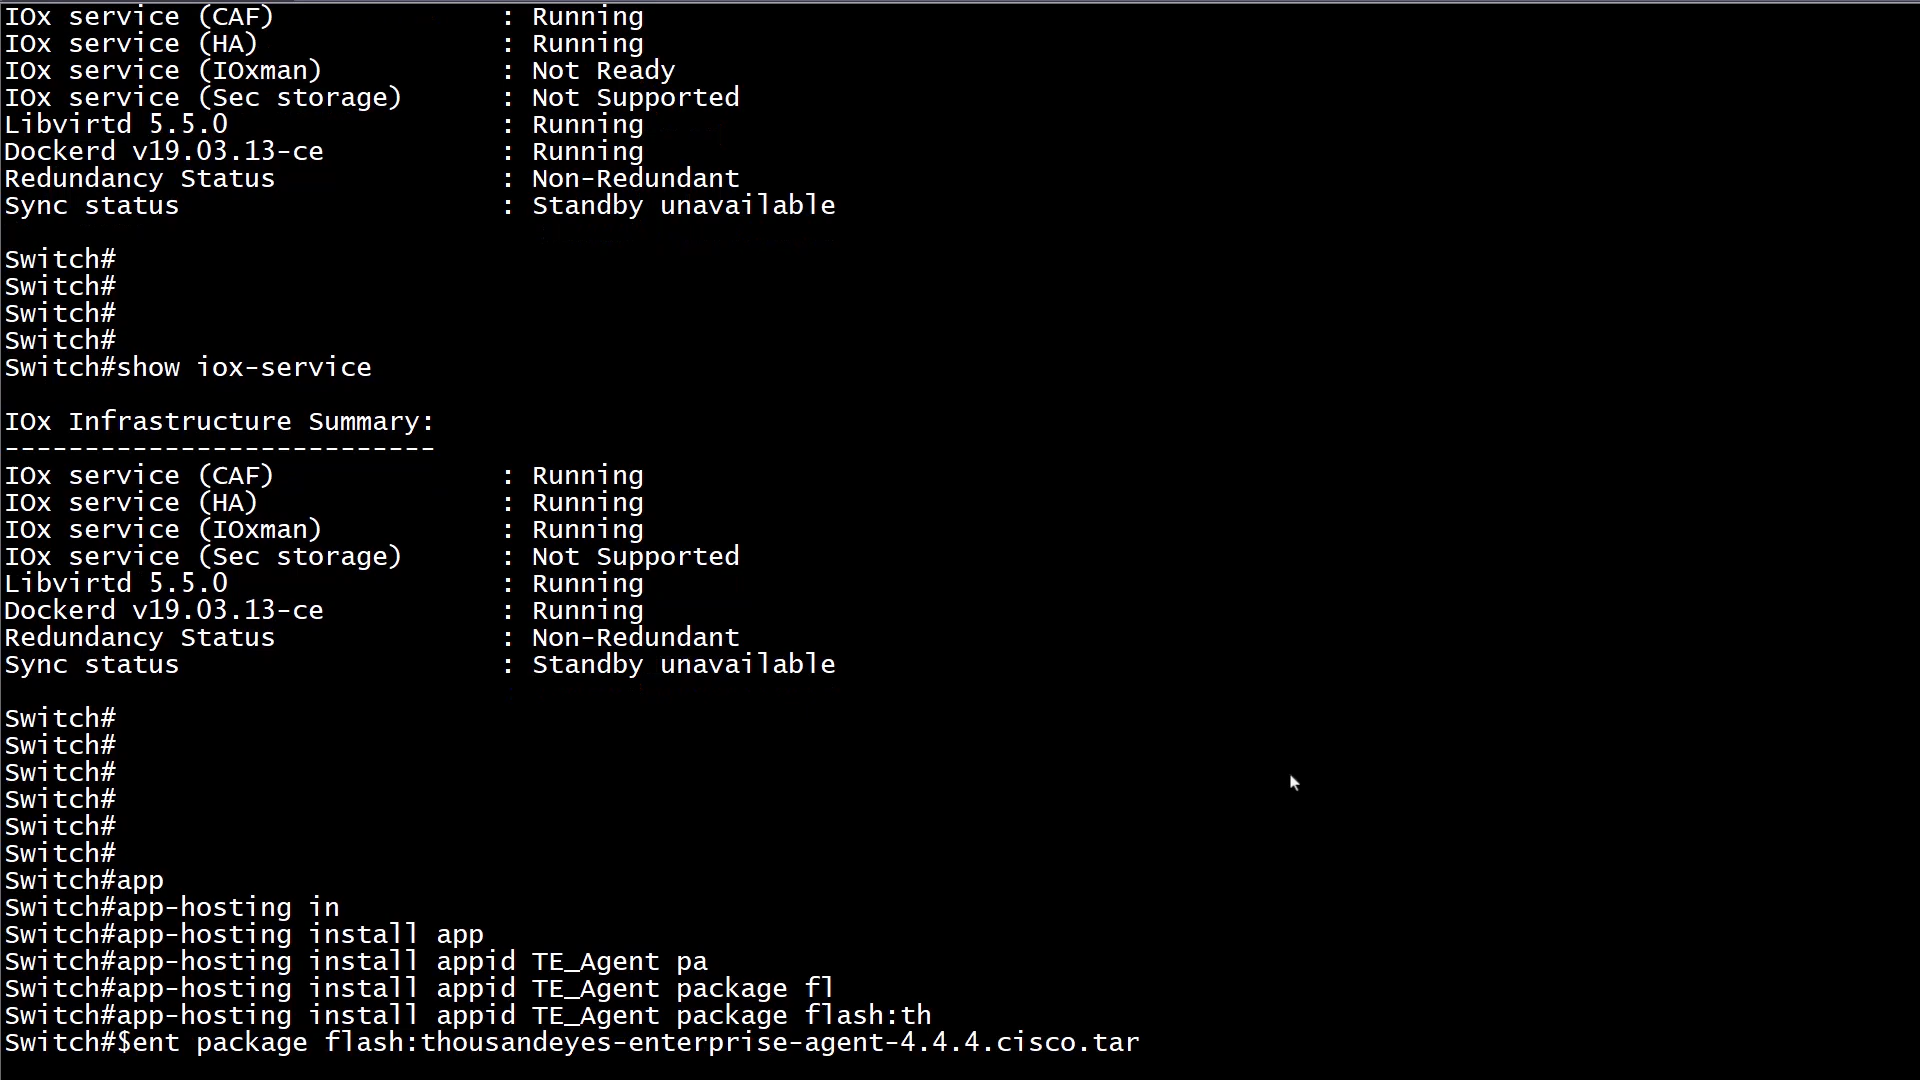 IOx service (CAF)              : Running
IOx service (HA)               : Running
IOx service (IOxman)           : Not Ready
IOx service (Sec storage)      : Not Supported
Libvirtd 5.5.0                 : Running
Dockerd v19.03.13-ce           : Running
Redundancy Status              : Non-Redundant
Sync status                    : Standby unavailable
Switch#
Switch#
Switch#
Switch#
Switch#show iox-service
IOx Infrastructure Summary:
---------------------------
IOx service (CAF)              : Running
IOx service (HA)               : Running
IOx service (IOxman)           : Running
IOx service (Sec storage)      : Not Supported
Libvirtd 5.5.0                 : Running
Dockerd v19.03.13-ce           : Running
Redundancy Status              : Non-Redundant
Sync status                    : Standby unavailable
Switch#
Switch#
Switch#
Switch#
Switch#
Switch#
Switch#app
Switch#app-hosting in
Switch#app-hosting install app
Switch#app-hosting install appid TE_Agent pa
Switch#app-hosting install appid TE_Agent package fl
Switch#app-hosting install appid TE_Agent package flash:th
Switch#$ent package flash:thousandeyes-enterprise-agent-4.4.4.cisco.tar